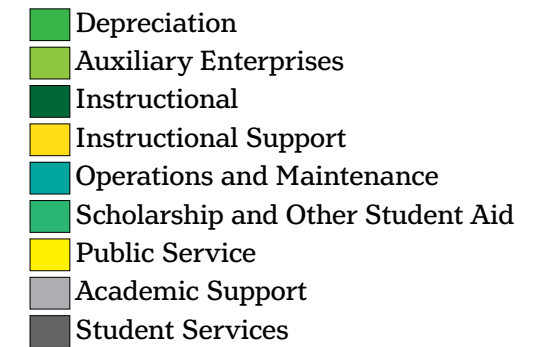 Depreciation
Auxiliary Enterprises
Instructional
Instructional Support
Operations and Maintenance
Scholarship and Other Student Aid
Public Service
Academic Support
Student Services